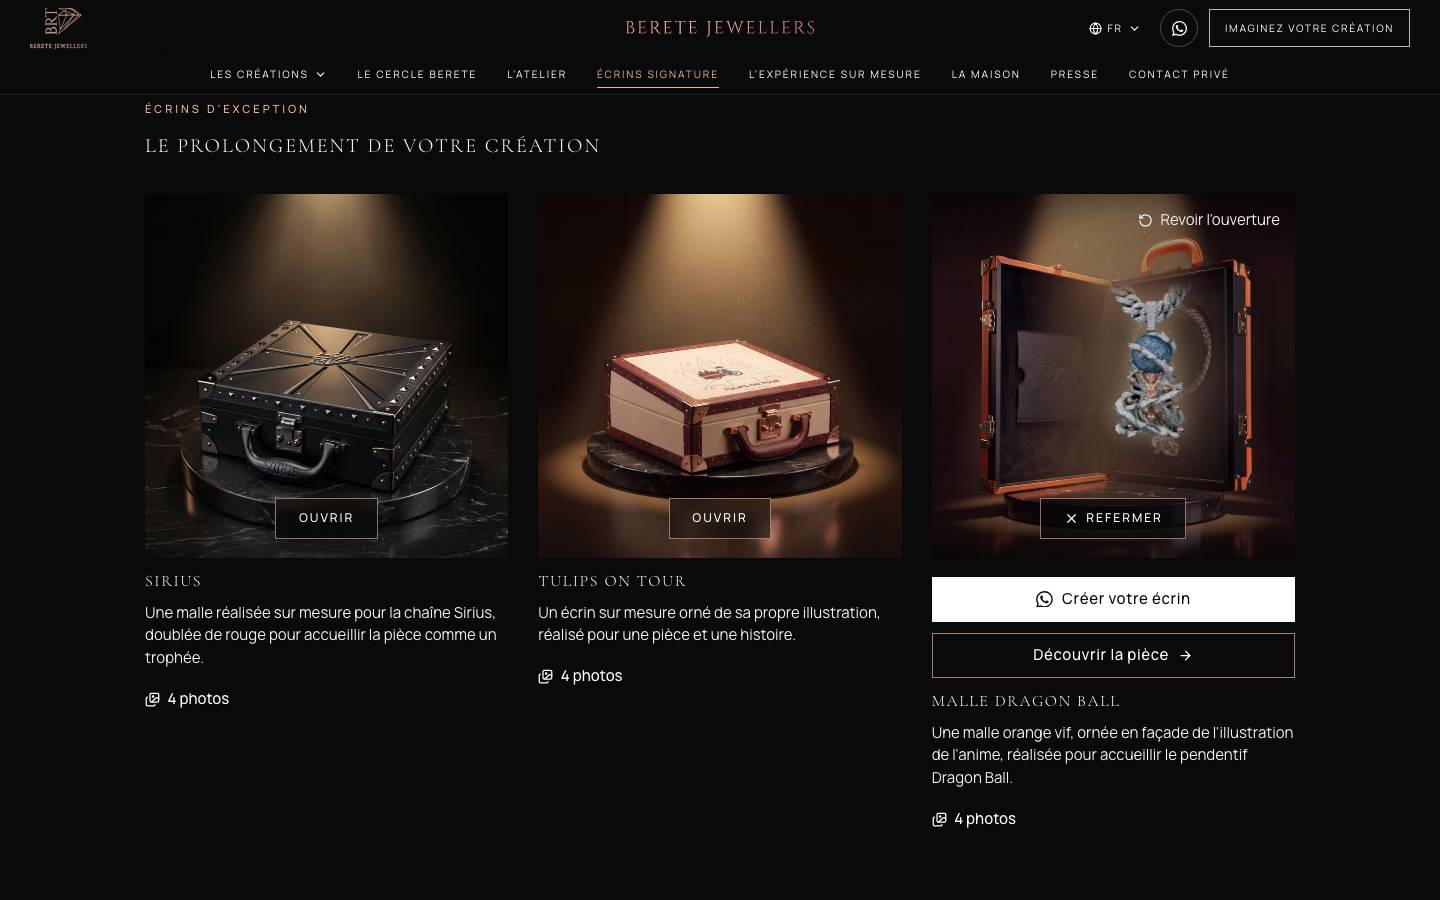 BRT
BERETE JEWELLERS
BERETE JEWELLERS
FR
IMAGINEZ VOTRE CRÉATION
LES CRÉATIONS
LE CERCLE BERETE
L'ATELIER
ÉCRINS SIGNATURE
L'EXPÉRIENCE SUR MESURE
LA MAISON
PRESSE
CONTACT PRIVÉ
ÉCRINS D'EXCEPTION
LE PROLONGEMENT DE VOTRE CRÉATION
OUVRIR
SIRIUS
Une malle réalisée sur mesure pour la chaîne Sirius,
doublée de rouge pour accueillir la pièce comme un
trophée.
4 photos
TULIPS ON TOUR
OUVRIR
TULIPS ON TOUR
Un écrin sur mesure orné de sa propre illustration,
réalisé pour une pièce et une histoire.
4 photos
Revoir l'ouverture
REFERMER
Créer votre écrin
Découvrir la pièce
MALLE DRAGON BALL
Une malle orange vif, ornée en façade de l'illustration
de l'anime, réalisée pour accueillir le pendentif
Dragon Ball.
4 photos